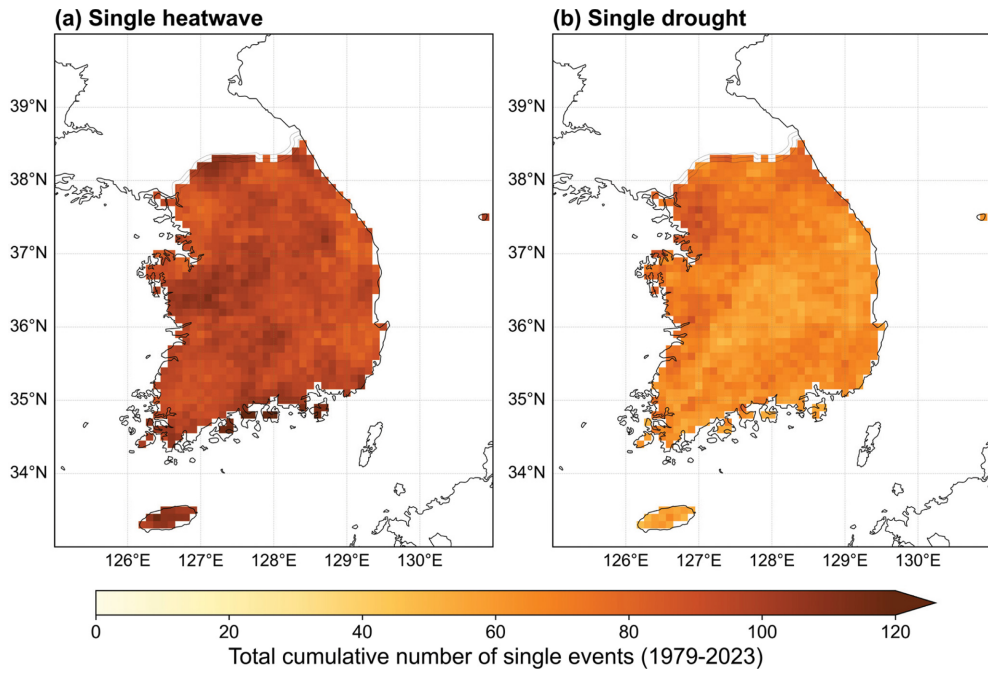 (a) Single heatwave
(b) Single drought
39°N
38°N
37°N
36°N
35°N
34°N
39°N
38°N
37°N
36°N
35°N
34°N
126°E 127°E 128°E 129°E 130°E
126°E 127°E 128°E 129°E 130°E
0 20 40 60 80 100 120
Total cumulative number of single events (1979-2023)